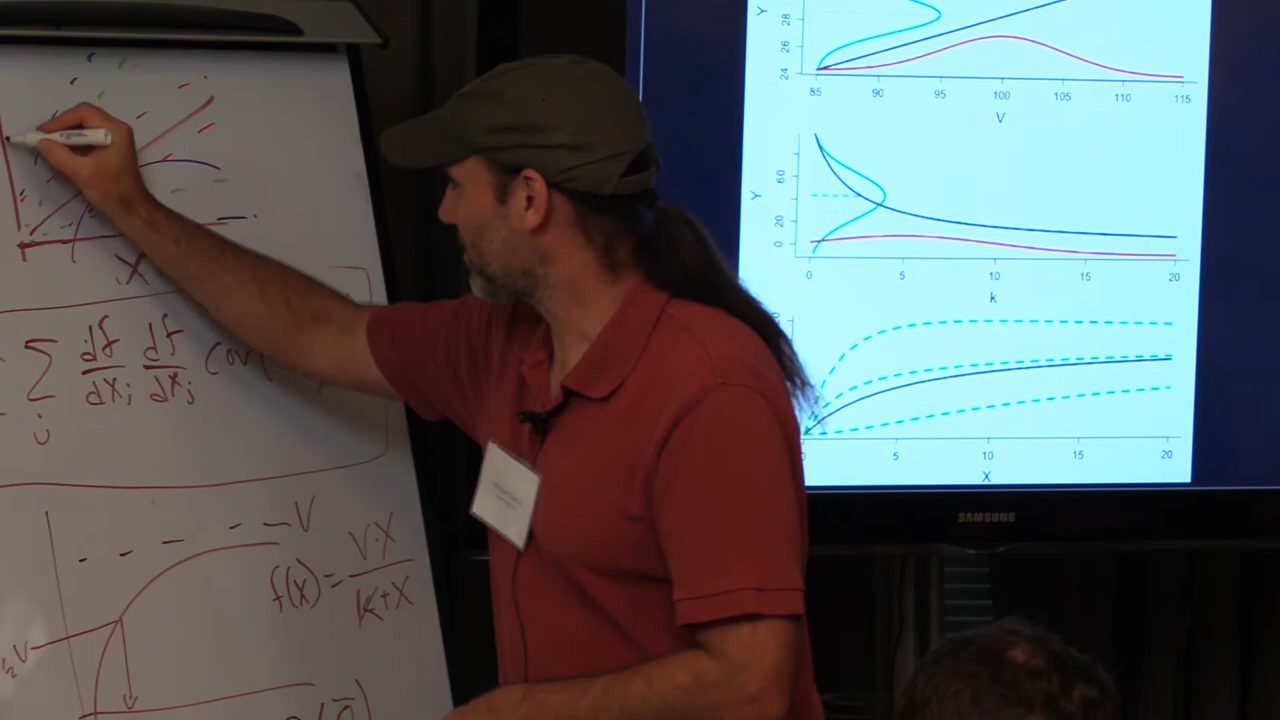 X
∑ df/dxᵢ df/dxⱼ Cov
i
V
f(x) = V·X / k+X
½V
Y
24 26 28
85 90 95 100 105 110 115
V
Y
0 20 60
0 5 10 15 20
k
0 5 10 15 20
X
SAMSUNG